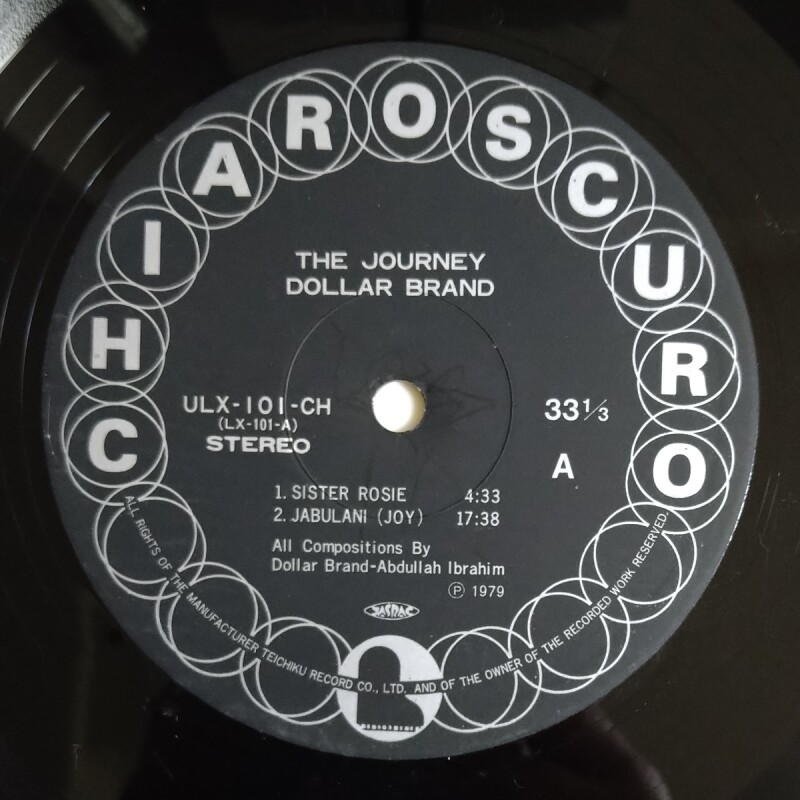 CHIAROSCURO
THE JOURNEY
DOLLAR BRAND
ULX-101-CH
(LX-101-A)
STEREO
33 1/3
A
1. SISTER ROSIE 4:33
2. JABULANI (JOY) 17:38
All Compositions By
Dollar Brand-Abdullah Ibrahim
Ⓟ 1979
JASRAC
ALL RIGHTS OF THE MANUFACTURER TEICHIKU RECORD CO., LTD. AND OF THE OWNER OF THE RECORDED WORK RESERVED.